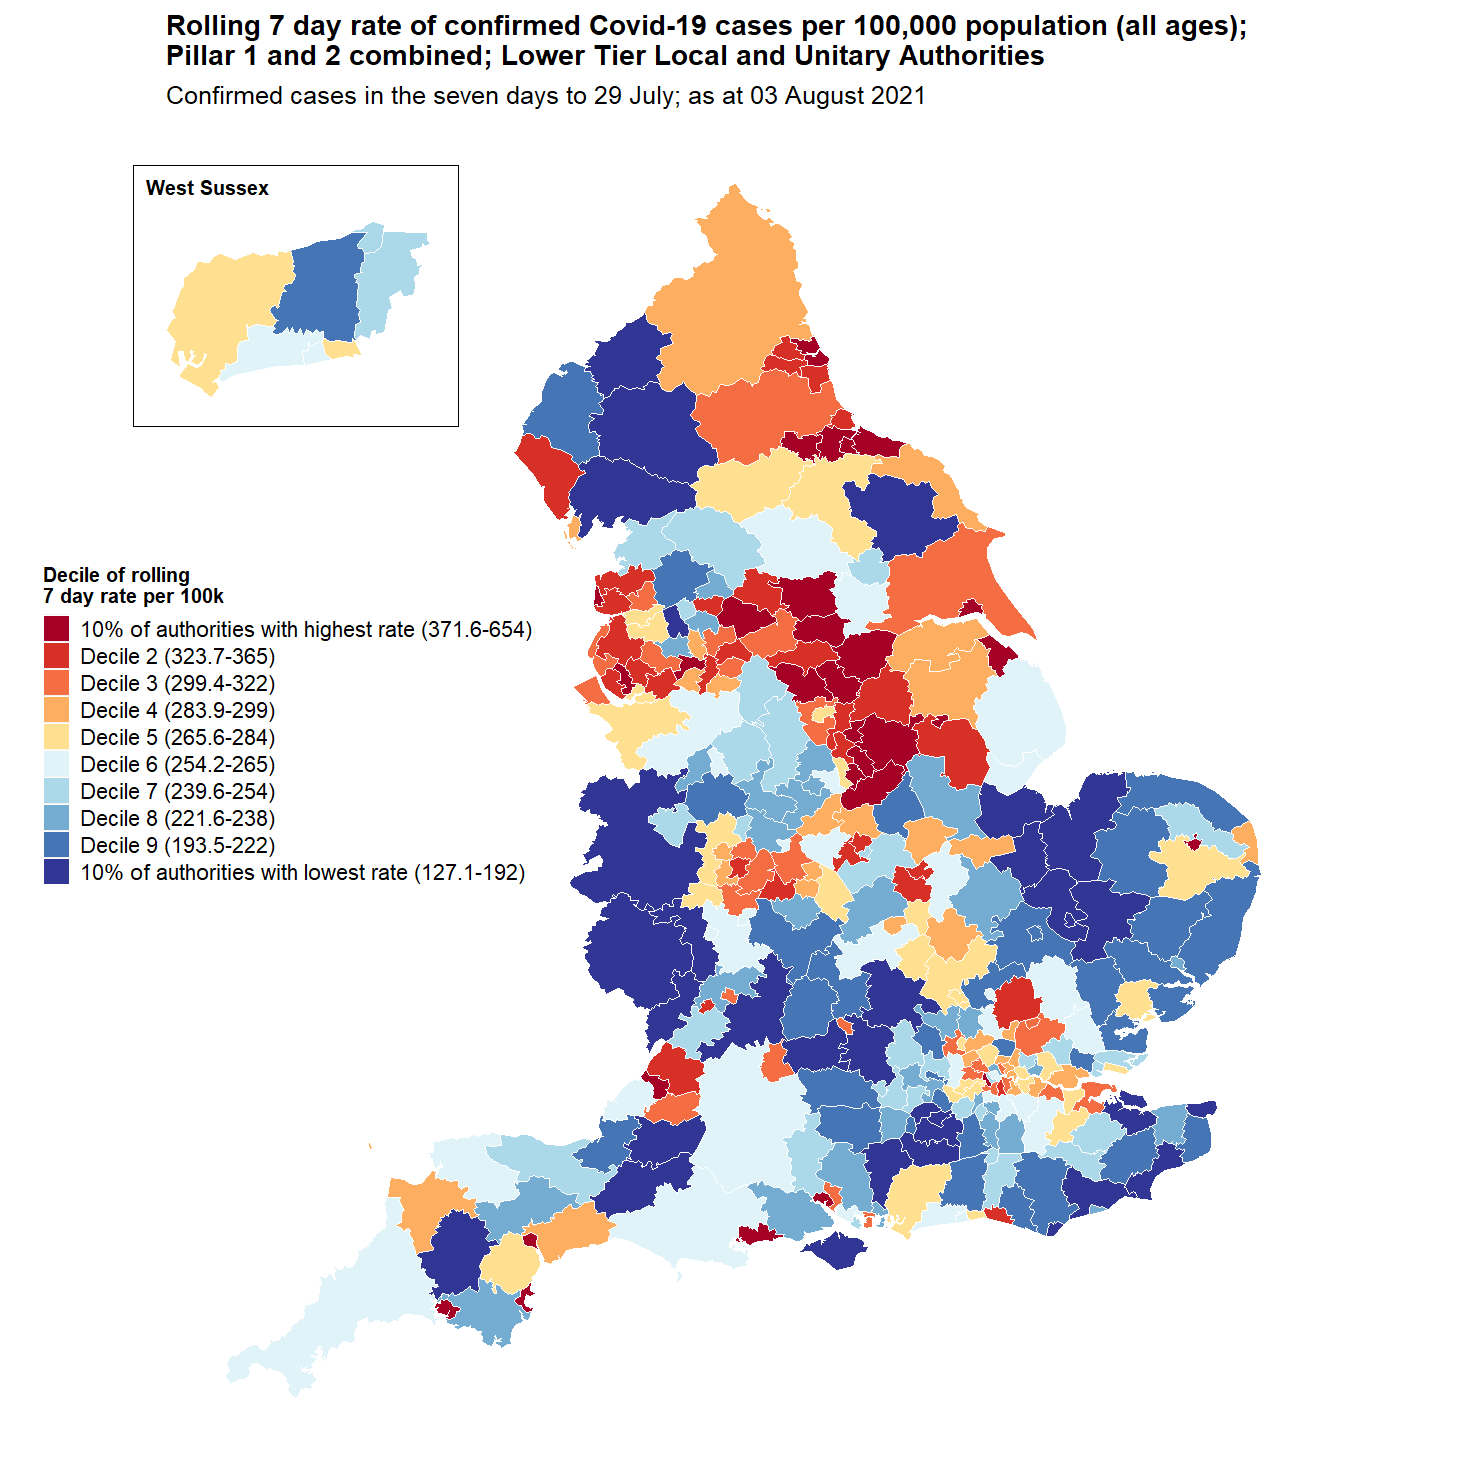 Rolling 7 day rate of confirmed Covid-19 cases per 100,000 population (all ages);
Pillar 1 and 2 combined; Lower Tier Local and Unitary Authorities
Confirmed cases in the seven days to 29 July; as at 03 August 2021
West Sussex
Decile of rolling
7 day rate per 100k
10% of authorities with highest rate (371.6-654)
Decile 2 (323.7-365)
Decile 3 (299.4-322)
Decile 4 (283.9-299)
Decile 5 (265.6-284)
Decile 6 (254.2-265)
Decile 7 (239.6-254)
Decile 8 (221.6-238)
Decile 9 (193.5-222)
10% of authorities with lowest rate (127.1-192)